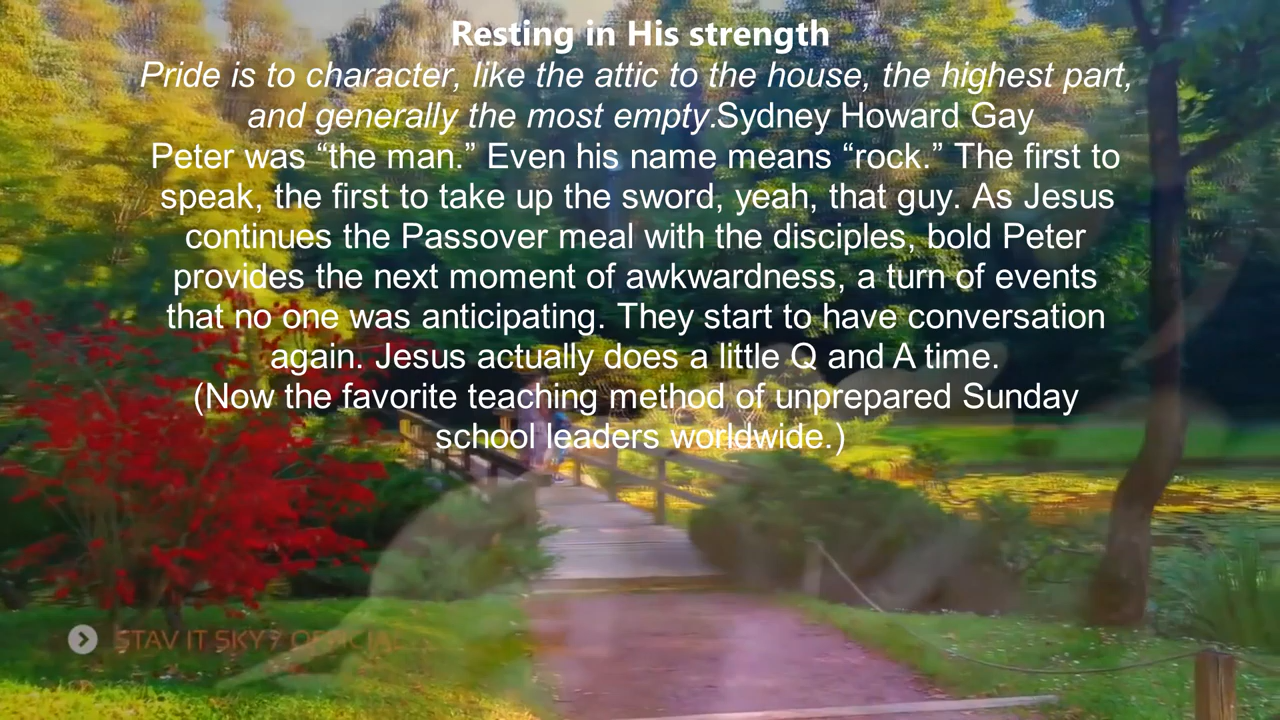 Resting in His strength
Pride is to character, like the attic to the house, the highest part,
and generally the most empty.Sydney Howard Gay
Peter was “the man.” Even his name means “rock.” The first to
speak, the first to take up the sword, yeah, that guy. As Jesus
continues the Passover meal with the disciples, bold Peter
provides the next moment of awkwardness, a turn of events
that no one was anticipating. They start to have conversation
again. Jesus actually does a little Q and A time.
(Now the favorite teaching method of unprepared Sunday
school leaders worldwide.)
STAV IT SKY7 OFFICIAL